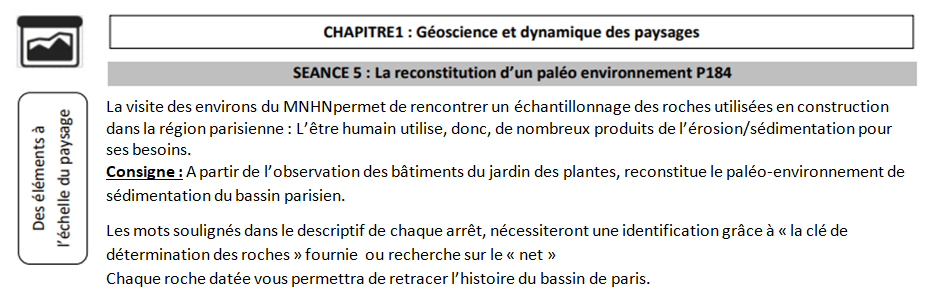 CHAPITRE1 : Géoscience et dynamique des paysages
SEANCE 5 : La reconstitution d'un paléo environnement P184
Des éléments à
l'échelle du paysage
La visite des environs du MNHNpermet de rencontrer un échantillonnage des roches utilisées en construction
dans la région parisienne : L'être humain utilise, donc, de nombreux produits de l'érosion/sédimentation pour
ses besoins.
Consigne : A partir de l'observation des bâtiments du jardin des plantes, reconstitue le paléo-environnement de
sédimentation du bassin parisien.
Les mots soulignés dans le descriptif de chaque arrêt, nécessiteront une identification grâce à « la clé de
détermination des roches » fournie ou recherche sur le « net »
Chaque roche datée vous permettra de retracer l'histoire du bassin de paris.